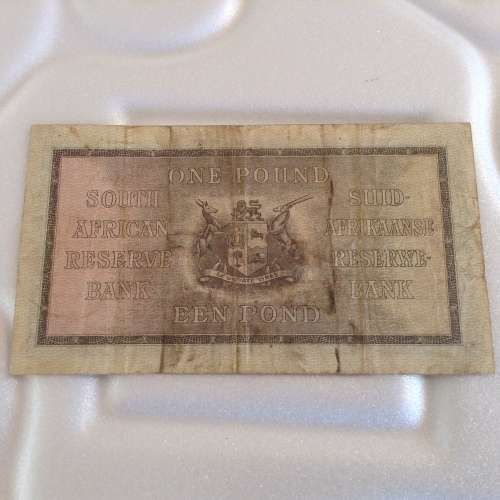 ONE POUND
SOUTH
AFRICAN
RESERVE
BANK
SUID-
AFRIKAANSE
RESERWE-
BANK
EEN POND